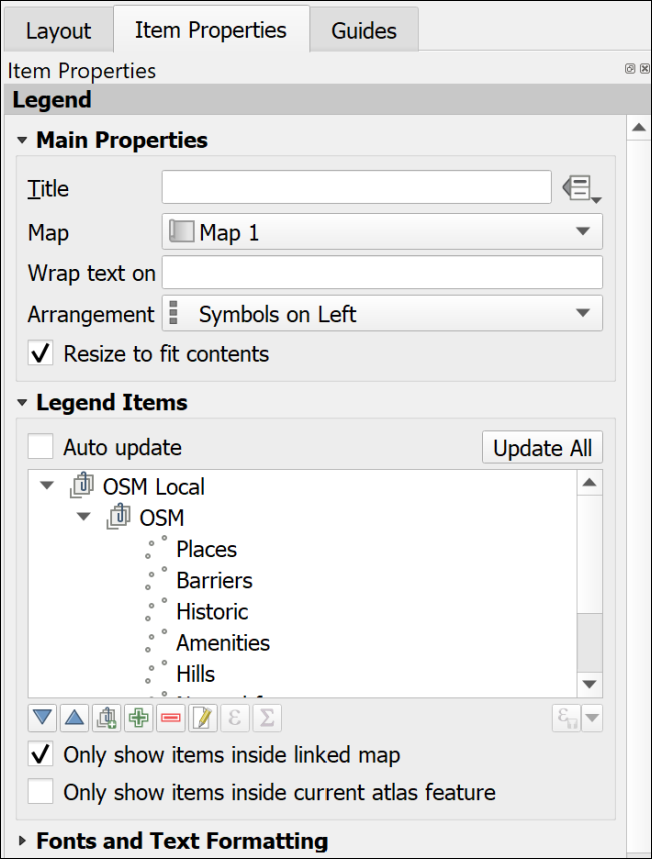 Layout Item Properties Guides
Item Properties
Legend
Main Properties
Title
Map Map 1
Wrap text on
Arrangement Symbols on Left
Resize to fit contents
Legend Items
Auto update Update All
OSM Local
OSM
Places
Barriers
Historic
Amenities
Hills
ε Σ ε
Only show items inside linked map
Only show items inside current atlas feature
Fonts and Text Formatting